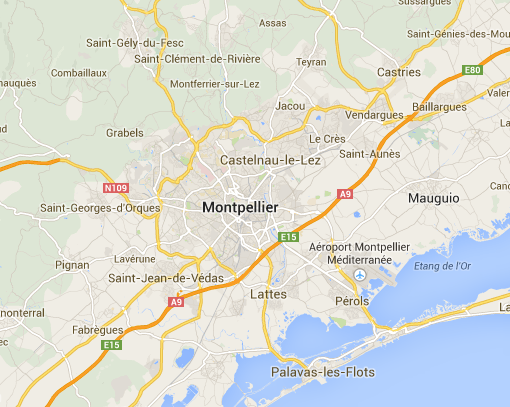 Sussargues
Assas
Saint-Génies-des-Mou
Saint-Gély-du-Fesc
Saint-Clément-de-Rivière
Teyran
Combaillaux
Castries
E80
hauquès
Montferrier-sur-Lez
Jacou
Baillargues
Valer
Vendargues
Grabels
Le Crès
Castelnau-le-Lez
Saint-Aunès
N109
Cand
A9
Mauguio
Saint-Georges-d'Orques
Montpellier
E15
Aéroport Montpellier
Méditerranée
Lavérune
Pignan
Etang de l'Or
Saint-Jean-de-Védas
Lattes
Pérols
A9
La
nonterral
Fabrègues
E15
Palavas-les-Flots